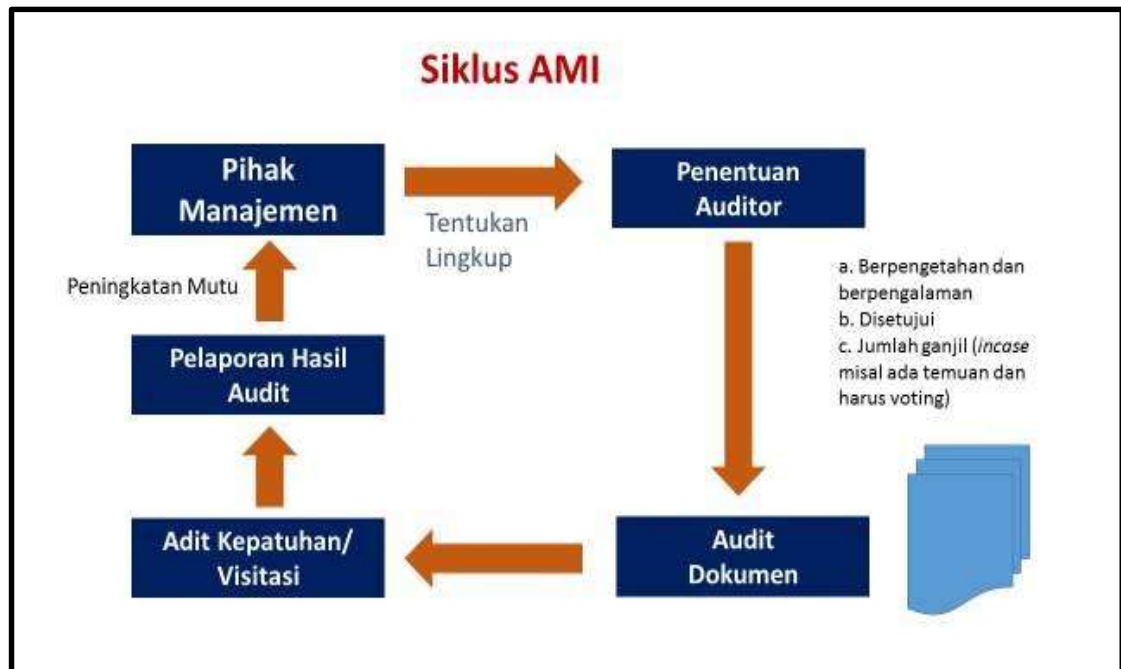 Siklus AMI
Pihak
Manajemen
Tentukan
Lingkup
Penentuan
Auditor
a. Berpengetahan dan
berpengalaman
b. Disetujui
c. Jumlah ganjil (incase
misal ada temuan dan
harus voting)
Peningkatan Mutu
Pelaporan Hasil
Audit
Adit Kepatuhan/
Visitasi
Audit
Dokumen